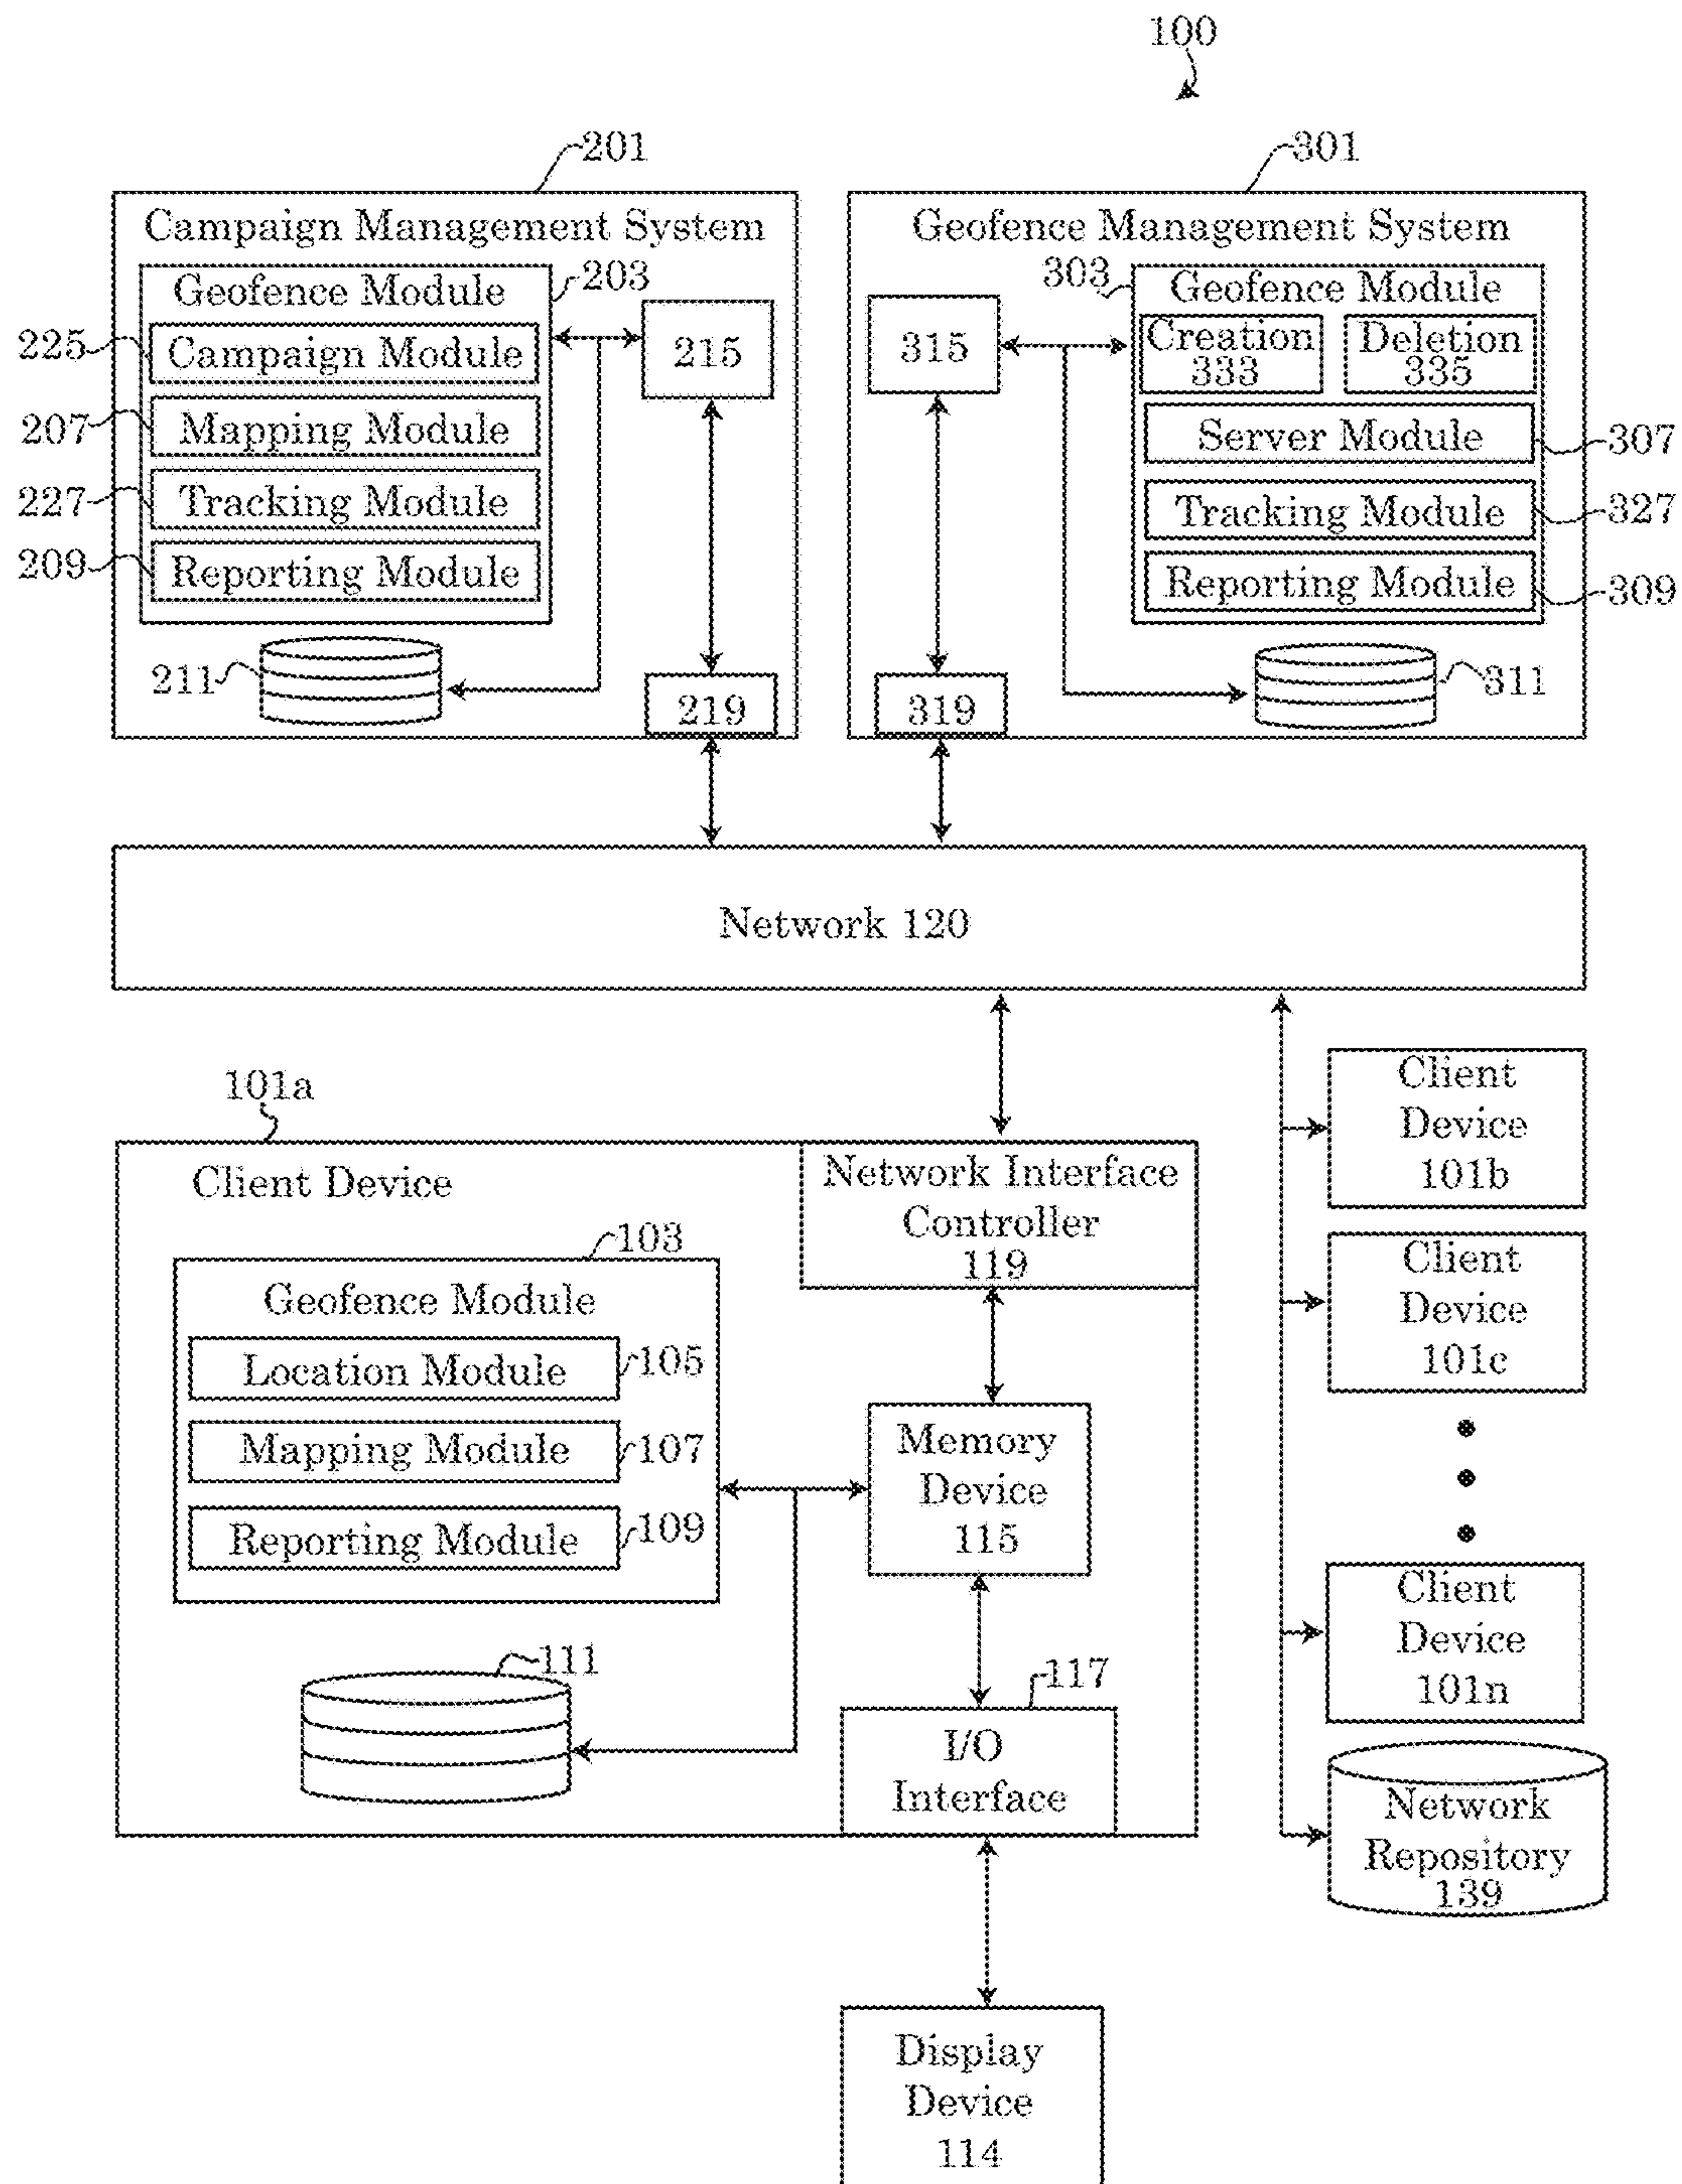 100
201
301
Campaign Management System
Geofence Management System
203
Geofence Module
225
Campaign Module
215
207
Mapping Module
227
Tracking Module
209
Reporting Module
211
219
303
Geofence Module
315
Creation
333
Deletion
335
Server Module
307
Tracking Module
327
Reporting Module
309
319
311
Network 120
101a
Client Device
Network Interface
Controller
119
103
Geofence Module
Location Module
105
Mapping Module
107
Reporting Module
109
Memory
Device
115
111
117
I/O
Interface
Client
Device
101b
Client
Device
101c
Client
Device
101n
Network
Repository
139
Display
Device
114